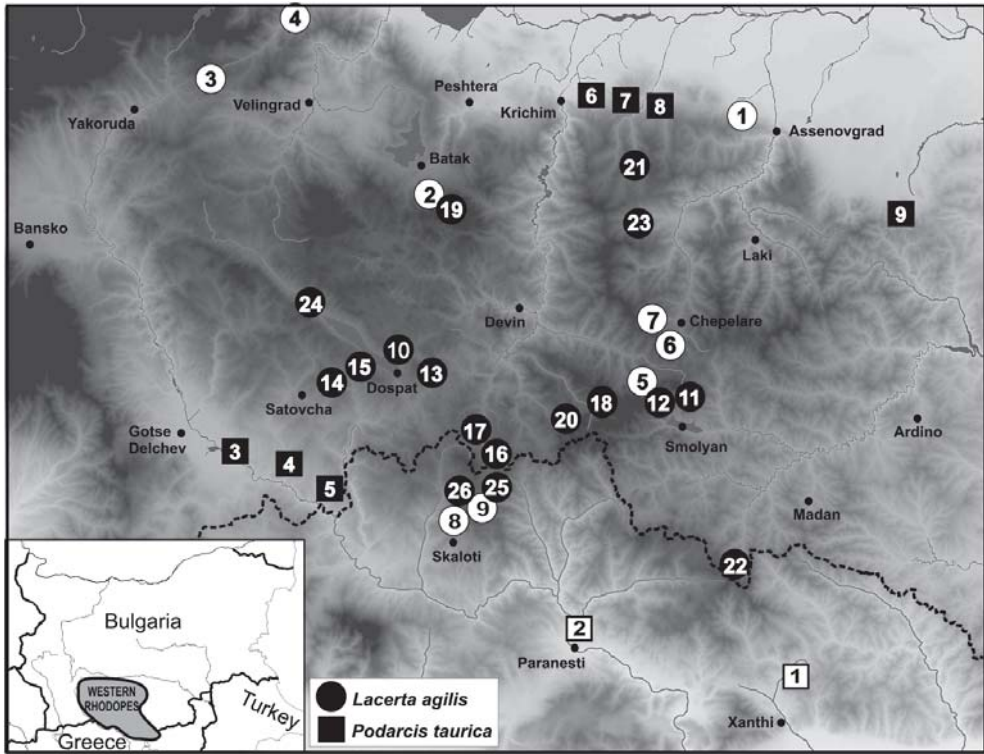 4
3
Velingrad
Yakoruda
Peshtera
Krichim
6
7
8
1
Assenovgrad
Batak
2
19
21
23
9
Bansko
Laki
24
Devin
7
Chepelare
6
10
15
13
14
Dospat
Satovcha
5
12
11
18
20
17
16
Smolyan
Ardino
Gotse
Delchev
3
4
5
26
25
9
8
Skaloti
Madan
22
2
Paranesti
1
Xanthi
Bulgaria
WESTERN
RHODOPES
Turkey
Greece
Lacerta agilis
Podarcis taurica